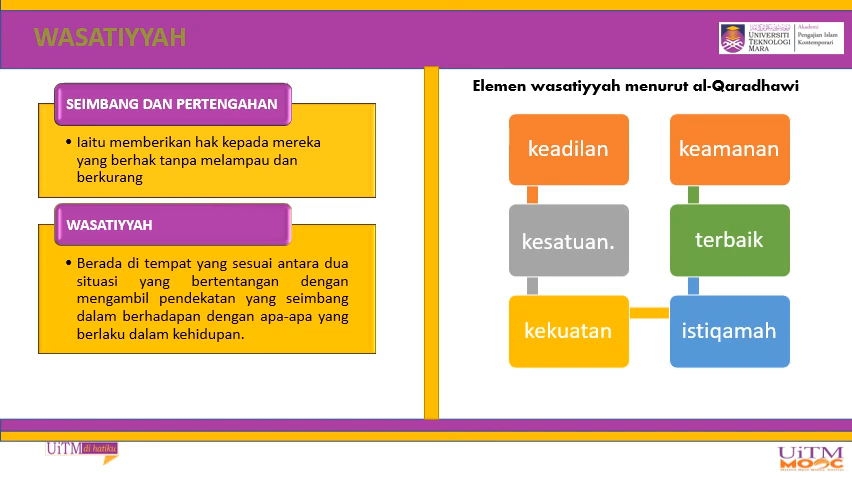 WASATIYYAH
UNIVERSITI
TEKNOLOGI
MARA
Akademi
Pengajian Islam
Kontemporari
SEIMBANG DAN PERTENGAHAN
• Iaitu memberikan hak kepada mereka
yang berhak tanpa melampau dan
berkurang
WASATIYYAH
• Berada di tempat yang sesuai antara dua
situasi yang bertentangan dengan
mengambil pendekatan yang seimbang
dalam berhadapan dengan apa-apa yang
berlaku dalam kehidupan.
Elemen wasatiyyah menurut al-Qaradhawi
keadilan
kesatuan.
kekuatan
istiqamah
terbaik
keamanan
UiTM di hatiku
UiTM
MOOC